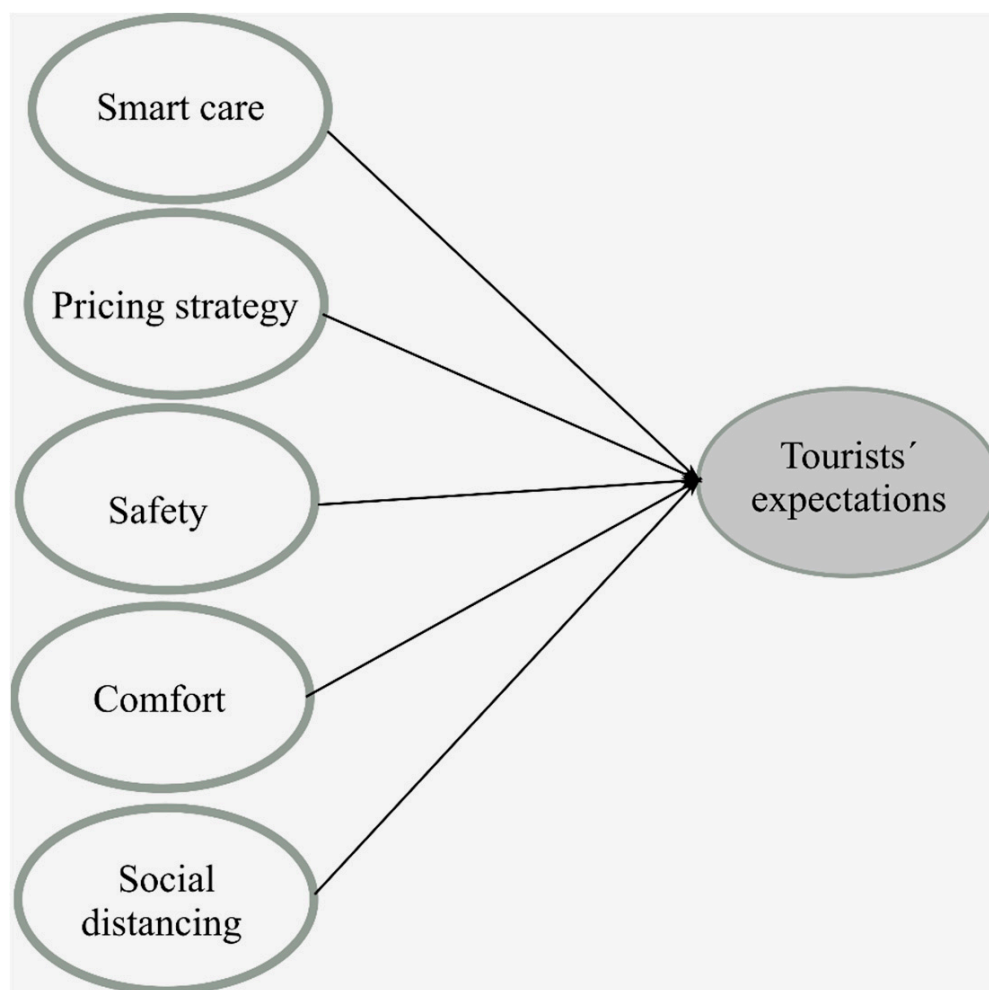 Smart care
Pricing strategy
Safety
Comfort
Social
distancing
Tourists´
expectations